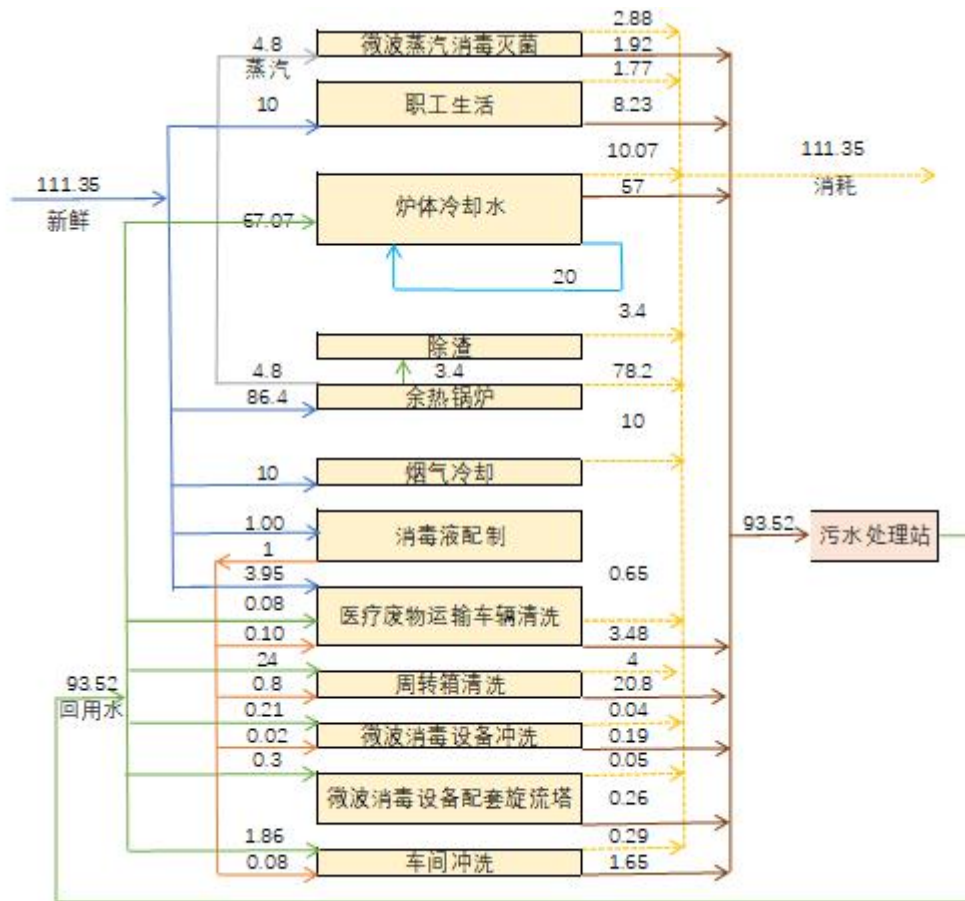 2.88
4.8
微波蒸汽消毒灭菌
1.92
蒸汽
1.77
10
职工生活
8.23
10.07
111.35
111.35
57
消耗
新鲜
67.07
炉体冷却水
20
3.4
除渣
4.8
3.4
78.2
86.4
余热锅炉
10
10
烟气冷却
1.00
消毒液配制
93.52
污水处理站
1
3.95
0.65
0.08
医疗废物运输车辆清洗
0.10
3.48
24
4
93.52
0.8
周转箱清洗
20.8
回用水
0.21
0.04
0.02
微波消毒设备冲洗
0.19
0.3
0.05
微波消毒设备配套旋流塔
0.26
1.86
0.29
0.08
车间冲洗
1.65